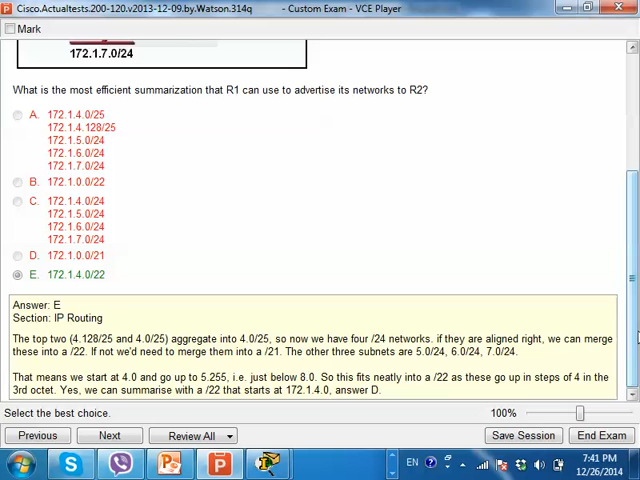 Cisco.Actualtests.200-120.v2013-12-09.by.Watson.314q - Custom Exam - VCE Player
Mark
172.1.7.0/24
What is the most efficient summarization that R1 can use to advertise its networks to R2?
A. 172.1.4.0/25
172.1.4.128/25
172.1.5.0/24
172.1.6.0/24
172.1.7.0/24
B. 172.1.0.0/22
C. 172.1.4.0/24
172.1.5.0/24
172.1.6.0/24
172.1.7.0/24
D. 172.1.0.0/21
E. 172.1.4.0/22
Answer: E
Section: IP Routing
The top two (4.128/25 and 4.0/25) aggregate into 4.0/25, so now we have four /24 networks. if they are aligned right, we can merge
these into a /22. If not we'd need to merge them into a /21. The other three subnets are 5.0/24, 6.0/24, 7.0/24.
That means we start at 4.0 and go up to 5.255, i.e. just below 8.0. So this fits neatly into a /22 as these go up in steps of 4 in the
3rd octet. Yes, we can summarise with a /22 that starts at 172.1.4.0, answer D.
Select the best choice. 100%
Previous Next Review All Save Session End Exam
EN 7:41 PM
12/26/2014